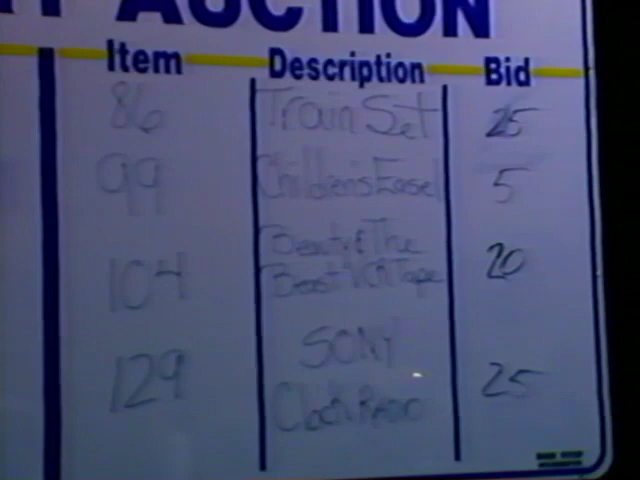 AUCTION
Item Description Bid
86 Train Set 25
99 Children's Easel 5
104 Beauty & The Beast VCR Tape 20
129 SONY Clock Radio 25